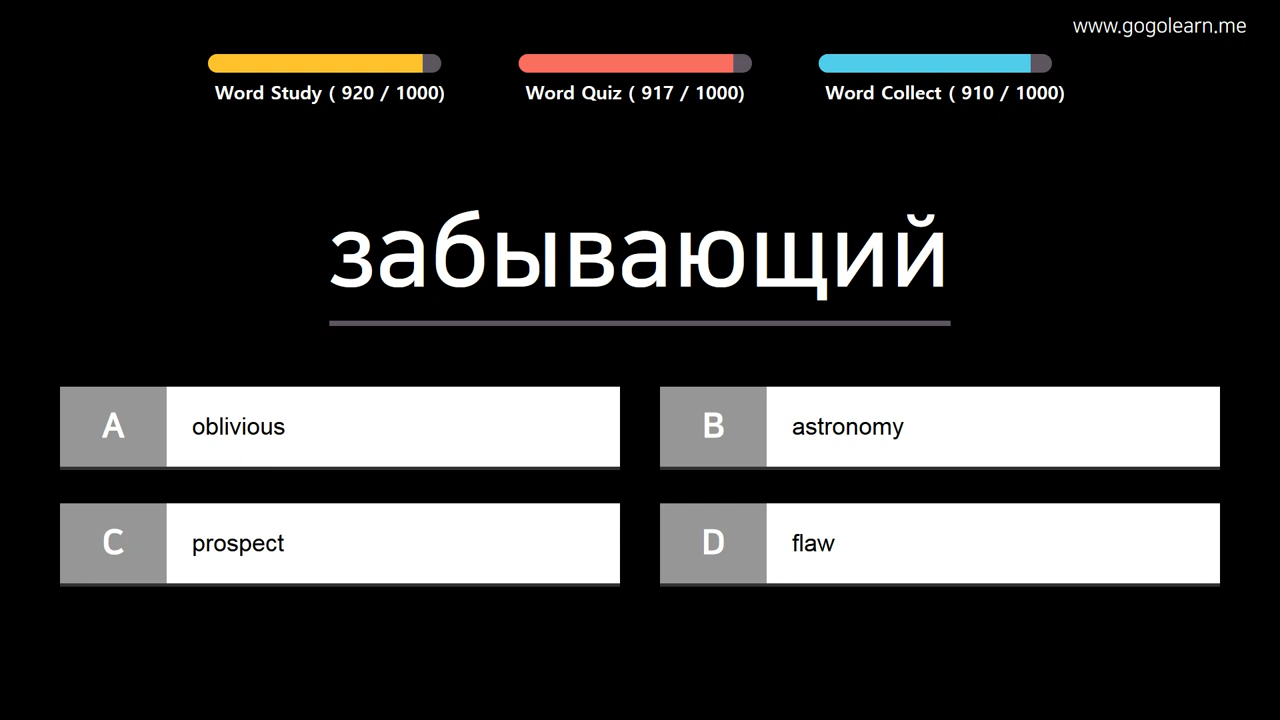 www.gogolearn.me
Word Study ( 920 / 1000)
Word Quiz ( 917 / 1000)
Word Collect ( 910 / 1000)
забывающий
A oblivious
B astronomy
C prospect
D flaw